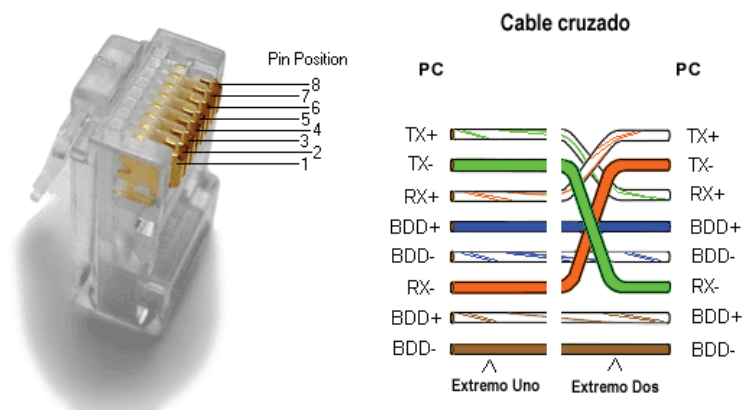 Pin Position
8
7
6
5
4
3
2
1
Cable cruzado
PC PC
TX+ TX+
TX- TX-
RX+ RX+
BDD+ BDD+
BDD- BDD-
RX- RX-
BDD+ BDD+
BDD- BDD-
Extremo Uno Extremo Dos